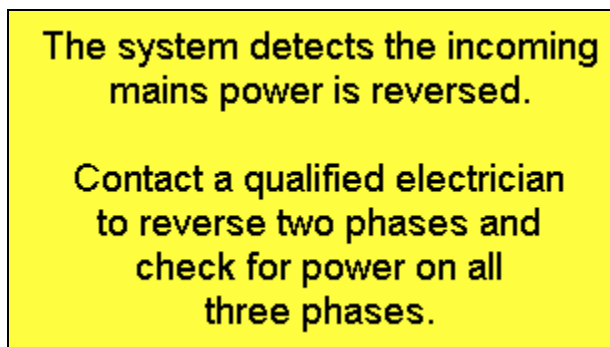 The system detects the incoming
mains power is reversed.
Contact a qualified electrician
to reverse two phases and
check for power on all
three phases.